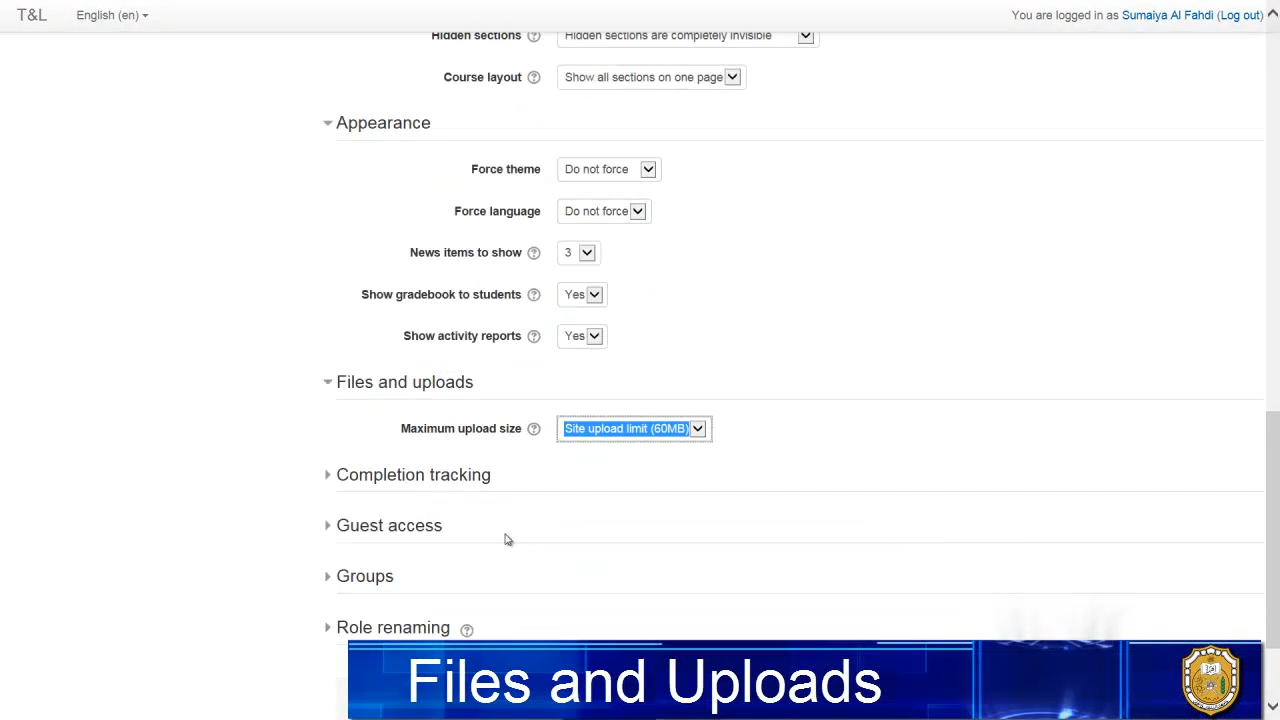 T&L English (en) You are logged in as Sumaiya Al Fahdi (Log out)
Hidden sections Hidden sections are completely invisible
Course layout Show all sections on one page
Appearance
Force theme Do not force
Force language Do not force
News items to show 3
Show gradebook to students Yes
Show activity reports Yes
Files and uploads
Maximum upload size Site upload limit (60MB)
Completion tracking
Guest access
Groups
Role renaming
Files and Uploads